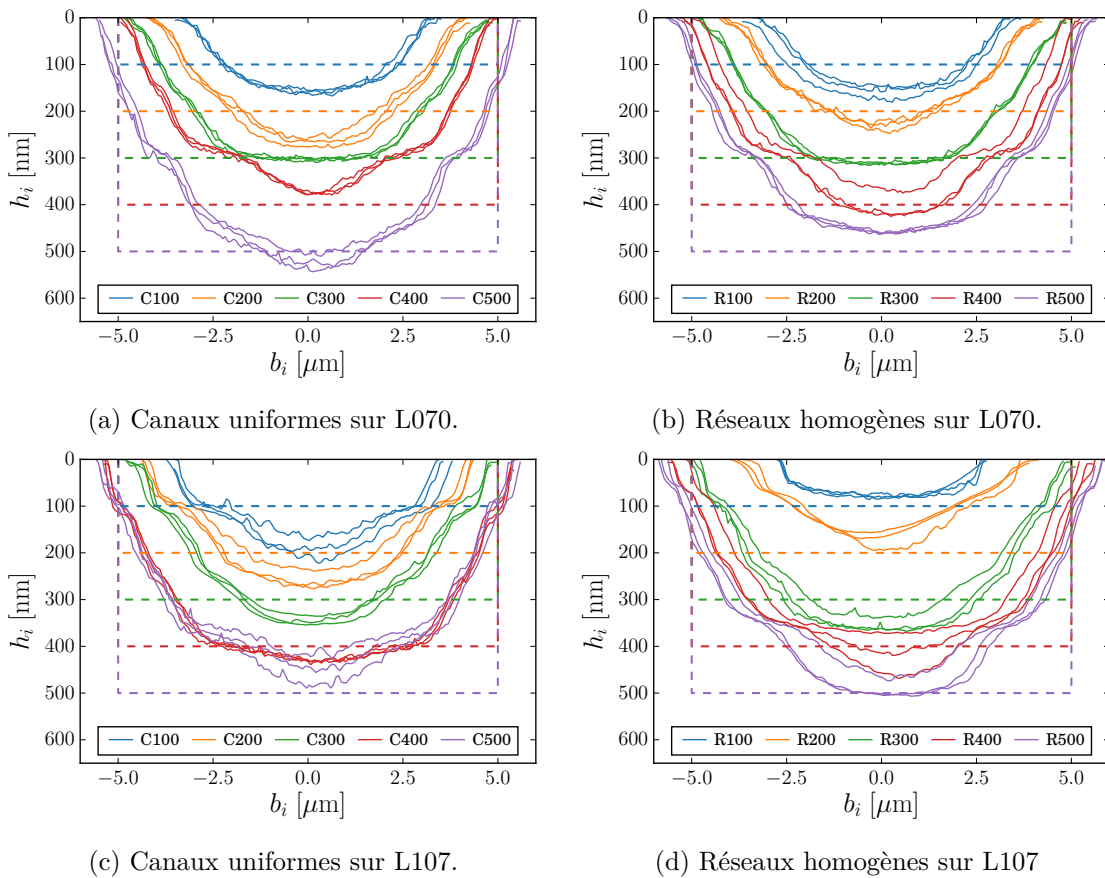 0
100
200
300
400
500
600
h_i [nm]
C100 C200 C300 C400 C500
−5.0 −2.5 0.0 2.5 5.0
b_i [μm]
(a) Canaux uniformes sur L070.
0
100
200
300
400
500
600
h_i [nm]
R100 R200 R300 R400 R500
−5.0 −2.5 0.0 2.5 5.0
b_i [μm]
(b) Réseaux homogènes sur L070.
0
100
200
300
400
500
600
h_i [nm]
C100 C200 C300 C400 C500
−5.0 −2.5 0.0 2.5 5.0
b_i [μm]
(c) Canaux uniformes sur L107.
0
100
200
300
400
500
600
h_i [nm]
R100 R200 R300 R400 R500
−5.0 −2.5 0.0 2.5 5.0
b_i [μm]
(d) Réseaux homogènes sur L107